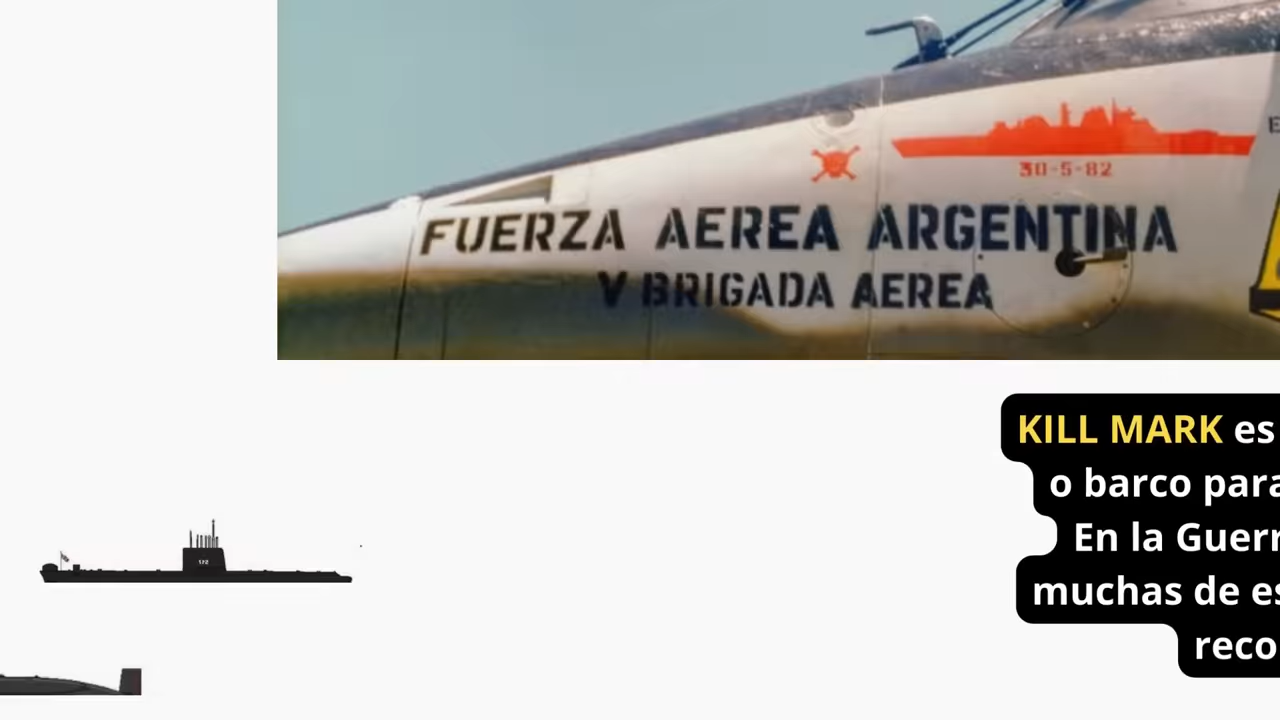 30-5-82
FUERZA AEREA ARGENTINA
V BRIGADA AEREA
KILL MARK es
o barco para
En la Guerr
muchas de es
reco